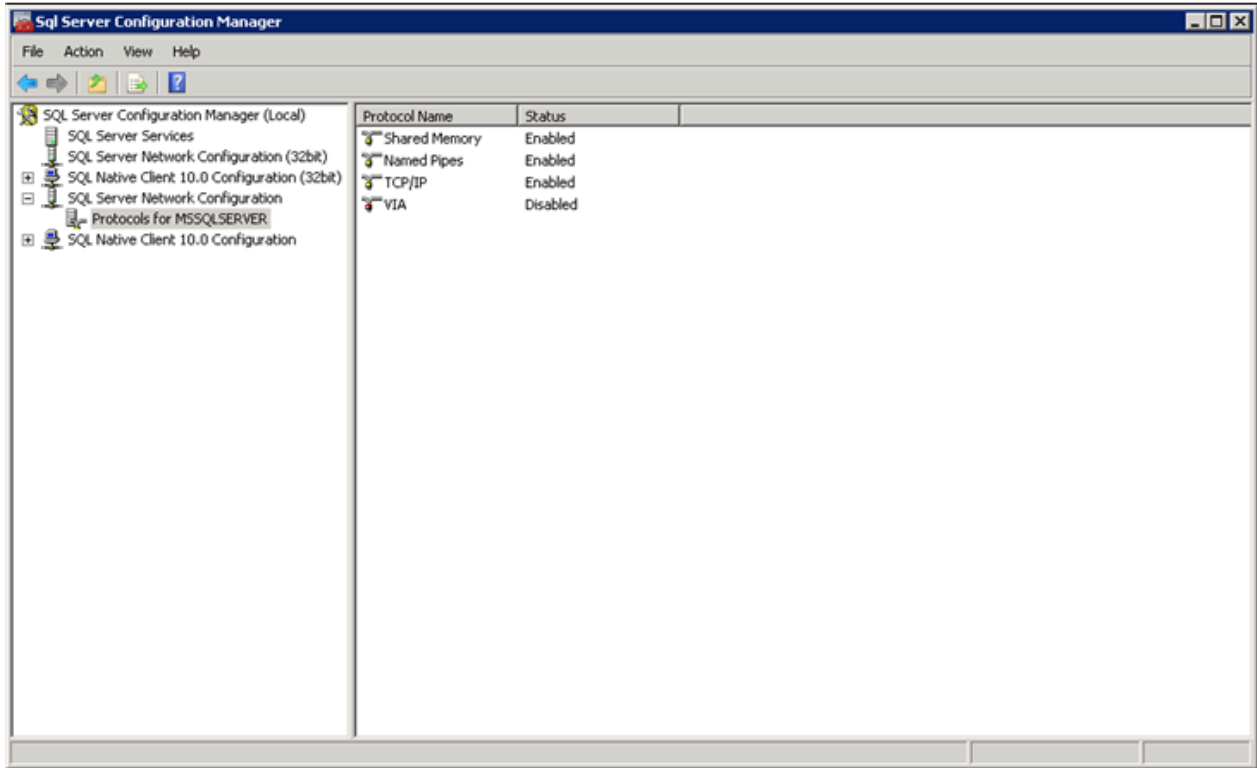 Sql Server Configuration Manager
File Action View Help
SQL Server Configuration Manager (Local)
SQL Server Services
SQL Server Network Configuration (32bit)
SQL Native Client 10.0 Configuration (32bit)
SQL Server Network Configuration
Protocols for MSSQLSERVER
SQL Native Client 10.0 Configuration
Protocol Name Status
Shared Memory Enabled
Named Pipes Enabled
TCP/IP Enabled
VIA Disabled